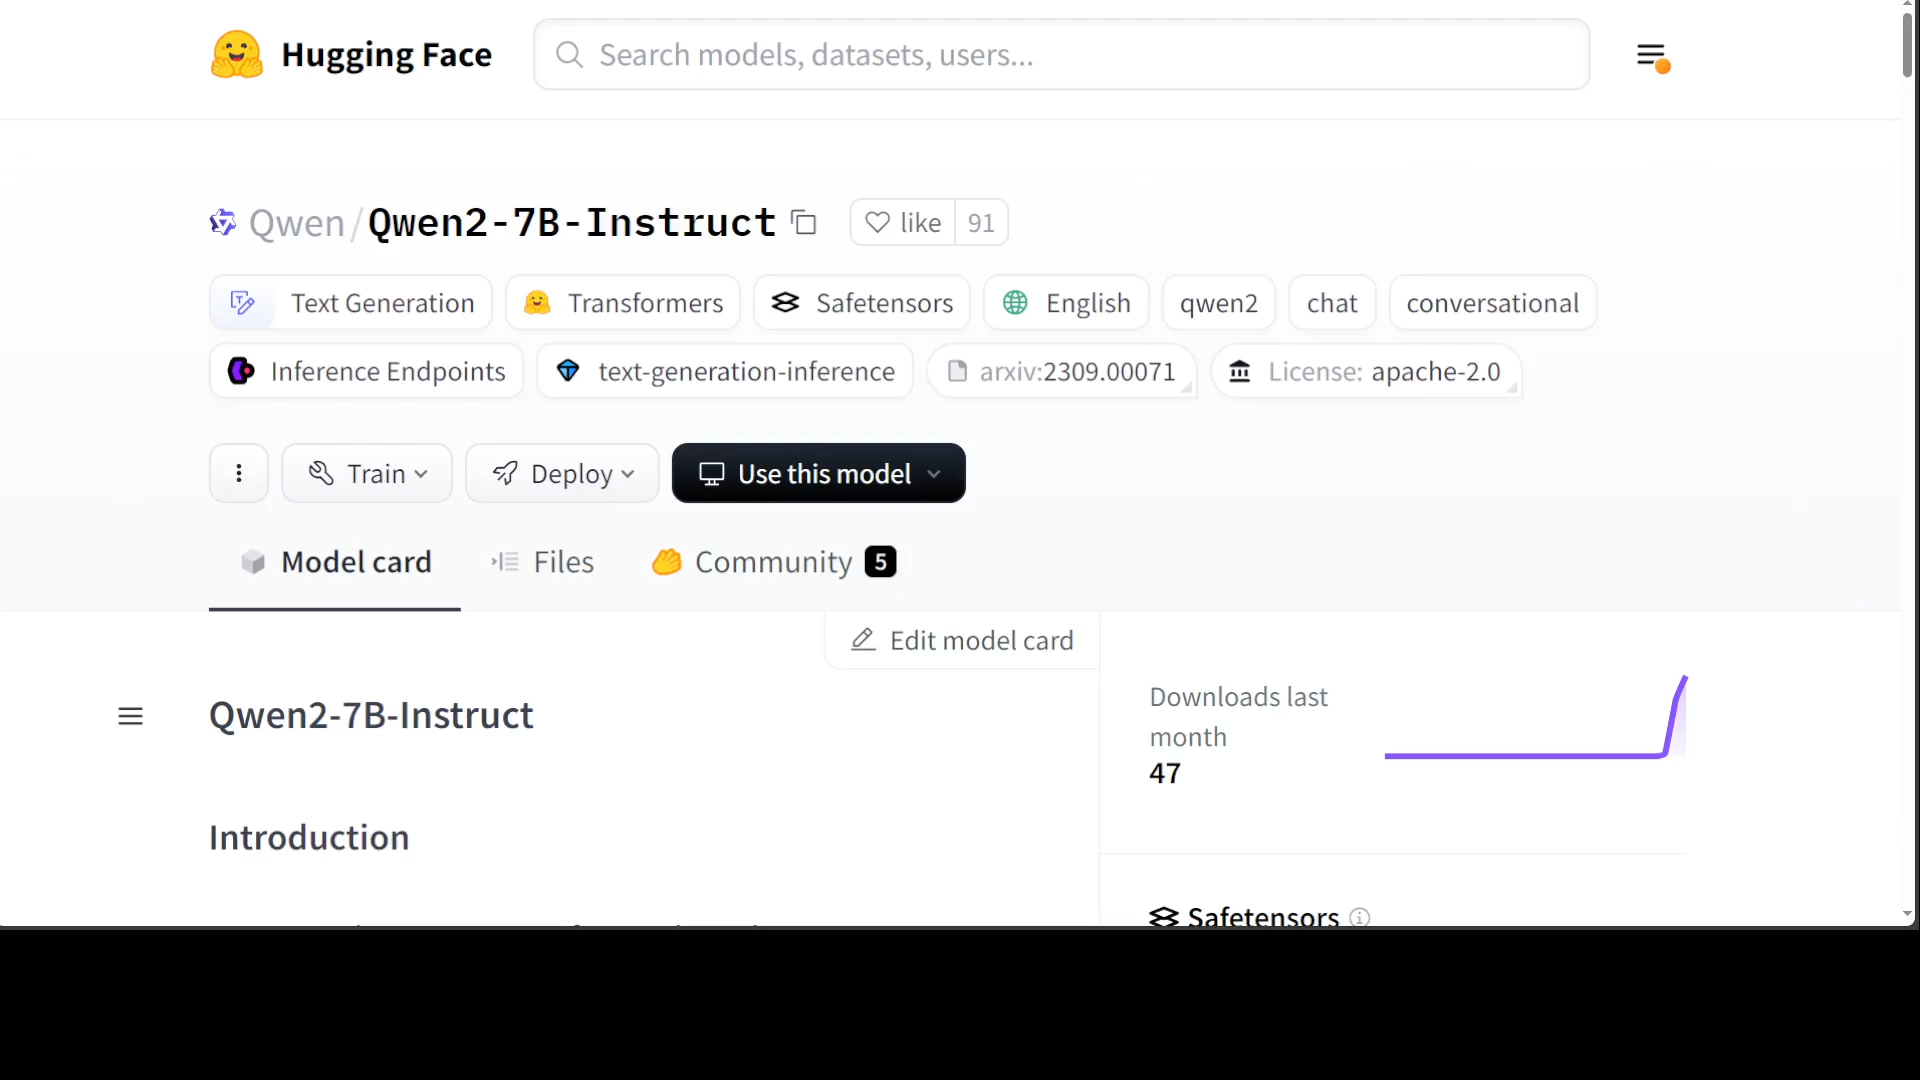 Hugging Face
Search models, datasets, users...
Qwen/Qwen2-7B-Instruct
like 91
Text Generation
Transformers
Safetensors
English
qwen2
chat
conversational
Inference Endpoints
text-generation-inference
arxiv:2309.00071
License: apache-2.0
Train
Deploy
Use this model
Model card
Files
Community 5
Edit model card
Qwen2-7B-Instruct
Downloads last
month
47
Introduction
Safetensors